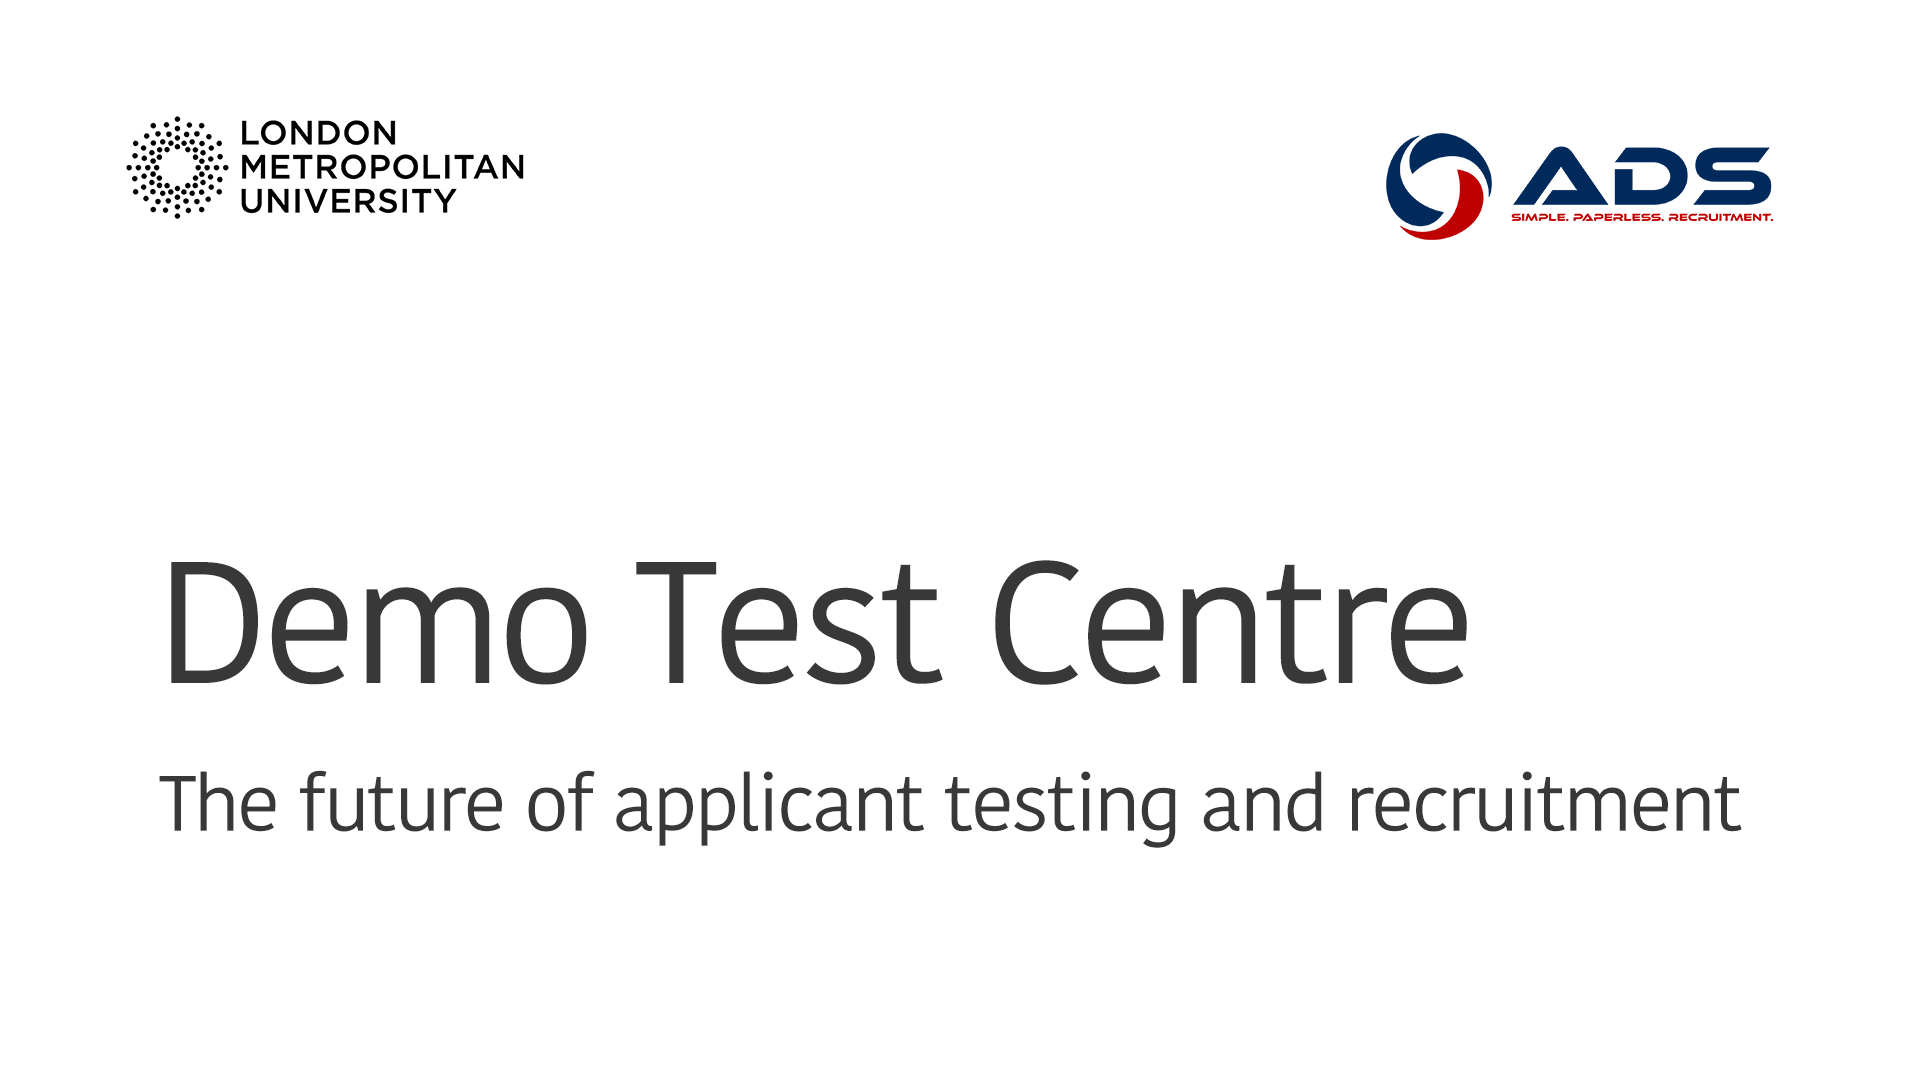 LONDON
METROPOLITAN
UNIVERSITY
ADS
SIMPLE. PAPERLESS. RECRUITMENT.
Demo Test Centre
The future of applicant testing and recruitment